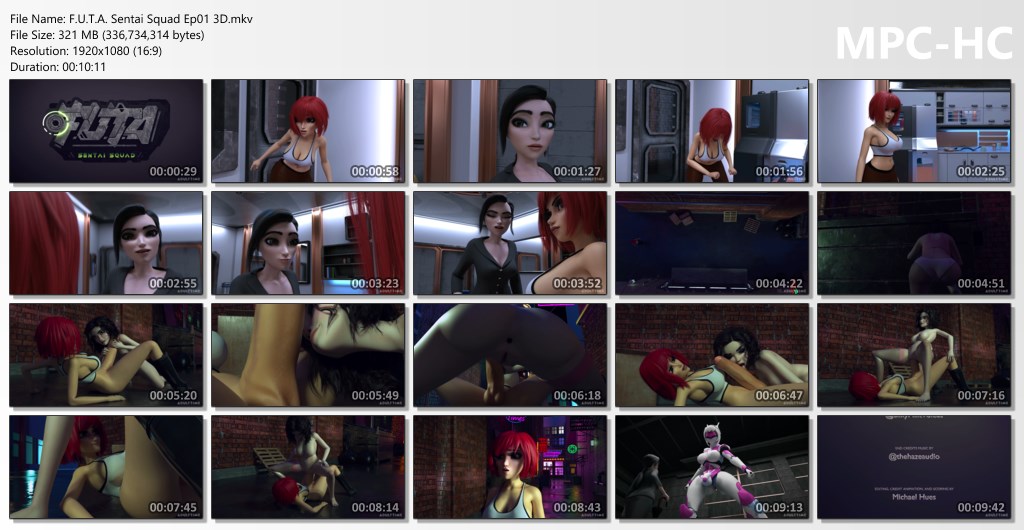 File Name: F.U.T.A. Sentai Squad Ep01 3D.mkv
File Size: 321 MB (336,734,314 bytes)
Resolution: 1920x1080 (16:9)
Duration: 00:10:11
MPC-HC
F.U.T.A
SENTAI SQUAD
00:00:29
00:00:58
00:01:27
00:01:56
00:02:25
00:02:55
00:03:23
00:03:52
00:04:22
00:04:51
00:05:20
00:05:49
00:06:18
00:06:47
00:07:16
00:07:45
00:08:14
00:08:43
00:09:13
@thehazestudio
Michael Hues
00:09:42